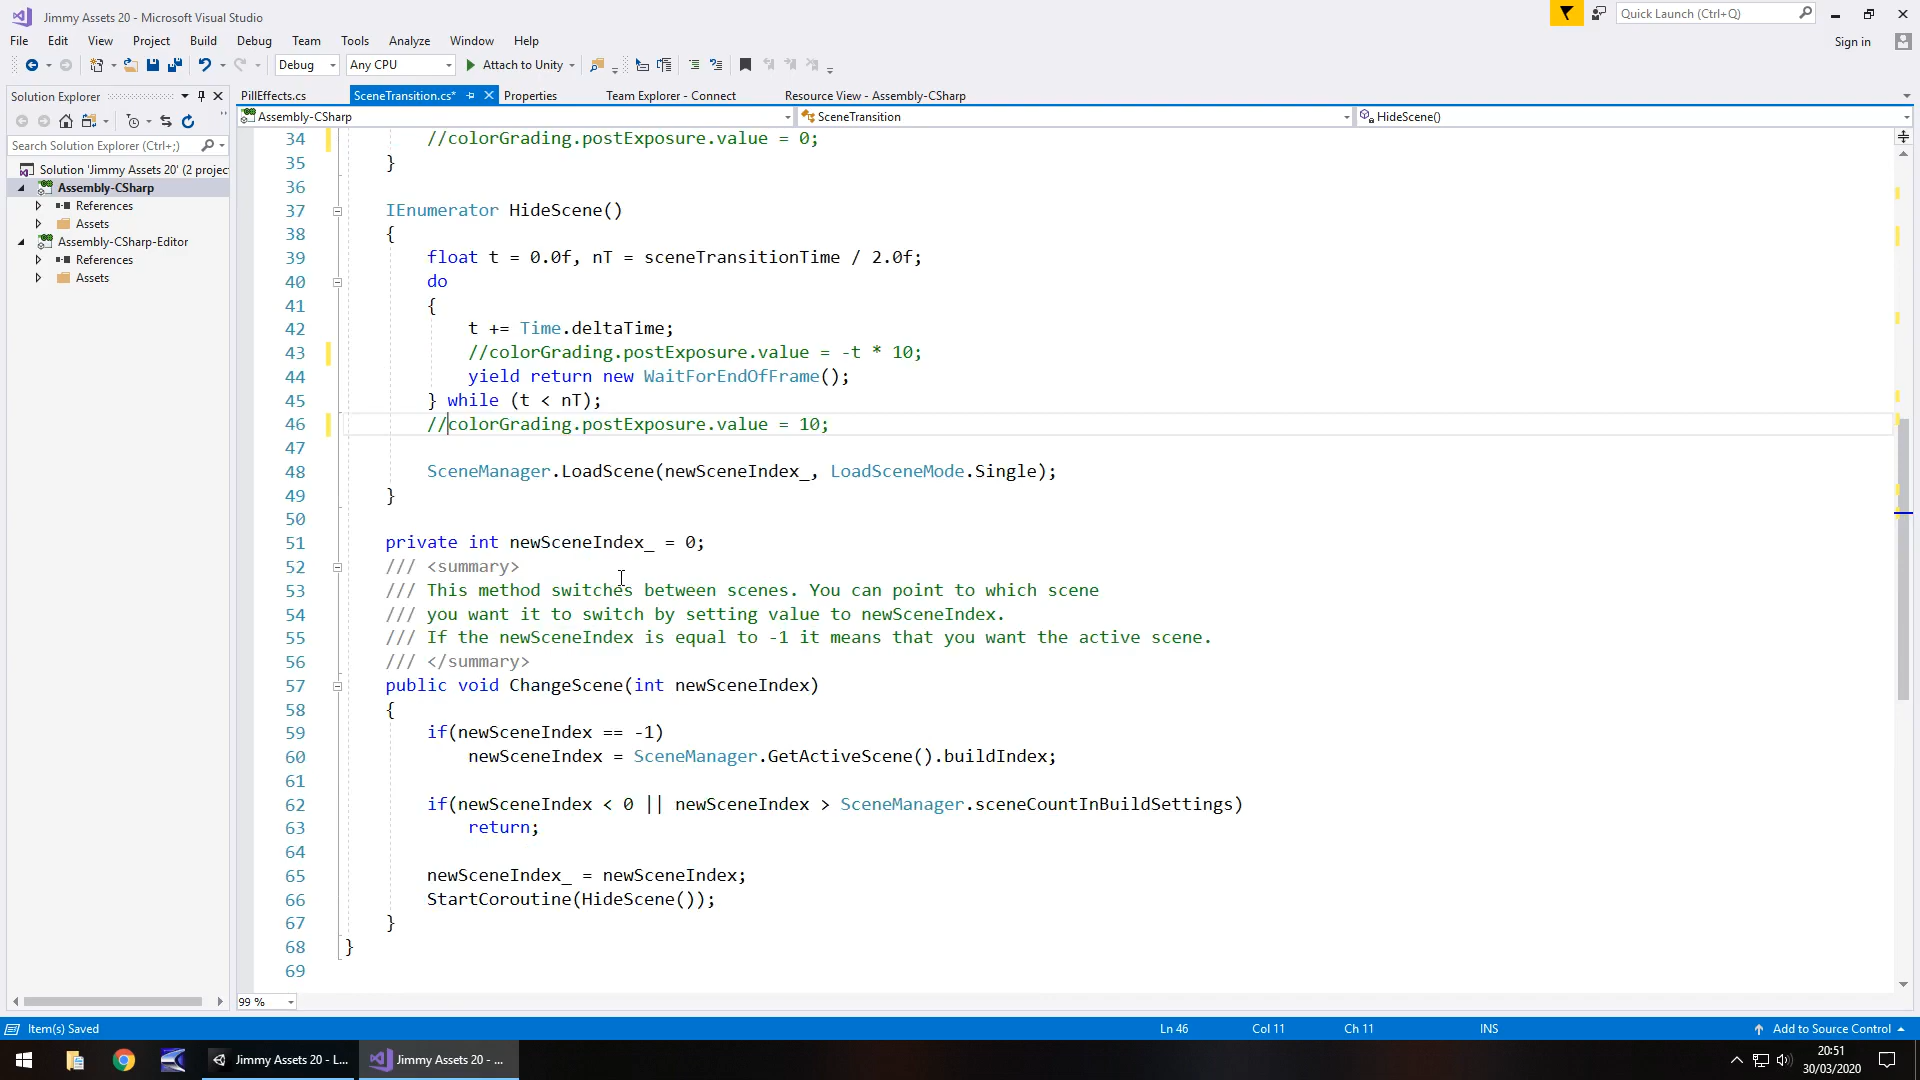 Jimmy Assets 20 - Microsoft Visual Studio
Quick Launch (Ctrl+Q)
File Edit View Project Build Debug Team Tools Analyze Window Help
Sign in
Debug Any CPU Attach to Unity
Solution Explorer
PillEffects.cs SceneTransition.cs* Properties Team Explorer - Connect Resource View - Assembly-CSharp
Assembly-CSharp SceneTransition HideScene()
Search Solution Explorer (Ctrl+;)
Solution 'Jimmy Assets 20' (2 projec
Assembly-CSharp
References
Assets
Assembly-CSharp-Editor
References
Assets
34 //colorGrading.postExposure.value = 0;
35 }
36
37 IEnumerator HideScene()
38 {
39 float t = 0.0f, nT = sceneTransitionTime / 2.0f;
40 do
41 {
42 t += Time.deltaTime;
43 //colorGrading.postExposure.value = -t * 10;
44 yield return new WaitForEndOfFrame();
45 } while (t < nT);
46 //colorGrading.postExposure.value = 10;
47
48 SceneManager.LoadScene(newSceneIndex_, LoadSceneMode.Single);
49 }
50
51 private int newSceneIndex_ = 0;
52 /// <summary>
53 /// This method switches between scenes. You can point to which scene
54 /// you want it to switch by setting value to newSceneIndex.
55 /// If the newSceneIndex is equal to -1 it means that you want the active scene.
56 /// </summary>
57 public void ChangeScene(int newSceneIndex)
58 {
59 if(newSceneIndex == -1)
60 newSceneIndex = SceneManager.GetActiveScene().buildIndex;
61
62 if(newSceneIndex < 0 || newSceneIndex > SceneManager.sceneCountInBuildSettings)
63 return;
64
65 newSceneIndex_ = newSceneIndex;
66 StartCoroutine(HideScene());
67 }
68 }
69
99 %
Item(s) Saved Ln 46 Col 11 Ch 11 INS Add to Source Control
Jimmy Assets 20 - L... Jimmy Assets 20 - ...
20:51
30/03/2020